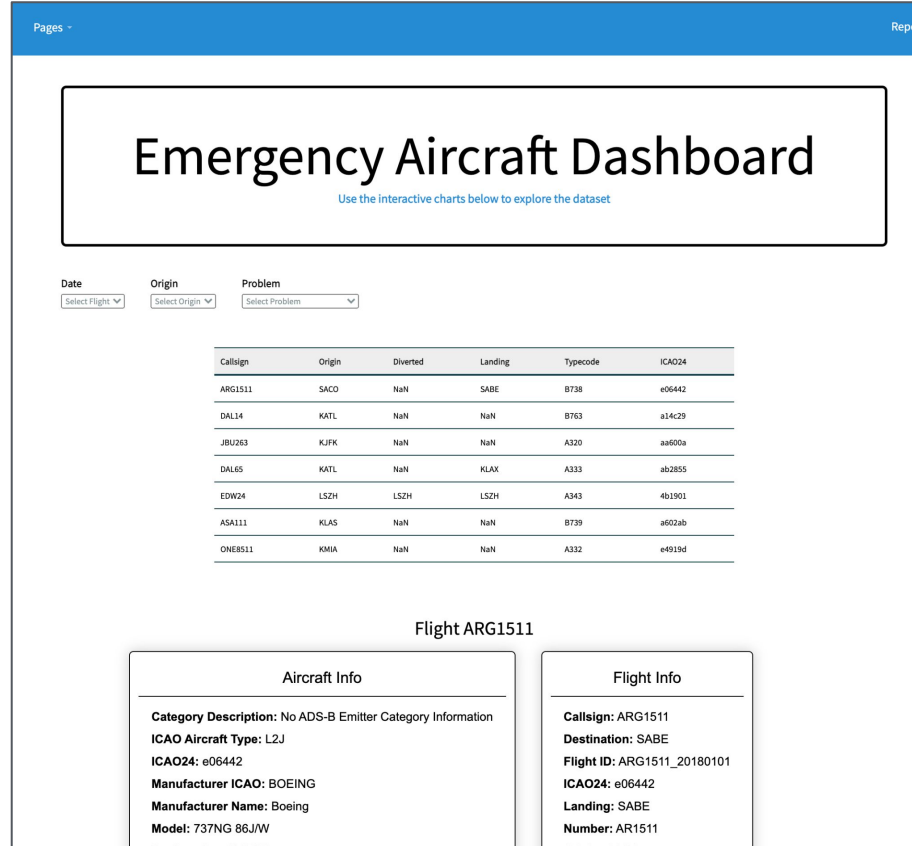 Pages
Emergency Aircraft Dashboard
Use the interactive charts below to explore the dataset
Date Origin Problem
Select Flight Select Origin Select Problem
Callsign Origin Diverted Landing Typecode ICAO24
ARG1511 SACO NaN SABE B738 e06442
DAL14 KATL NaN NaN B763 a14c29
JBU263 KJFK NaN NaN A320 aa600a
DAL65 KATL NaN KLAX A333 ab2855
EDW24 LSZH LSZH LSZH A343 4b1901
ASA111 KLAS NaN NaN B739 a602ab
ONE8511 KMIA NaN NaN A332 e4919d
Flight ARG1511
Aircraft Info
Category Description: No ADS-B Emitter Category Information
ICAO Aircraft Type: L2J
ICAO24: e06442
Manufacturer ICAO: BOEING
Manufacturer Name: Boeing
Model: 737NG 86J/W
Flight Info
Callsign: ARG1511
Destination: SABE
Flight ID: ARG1511_20180101
ICAO24: e06442
Landing: SABE
Number: AR1511